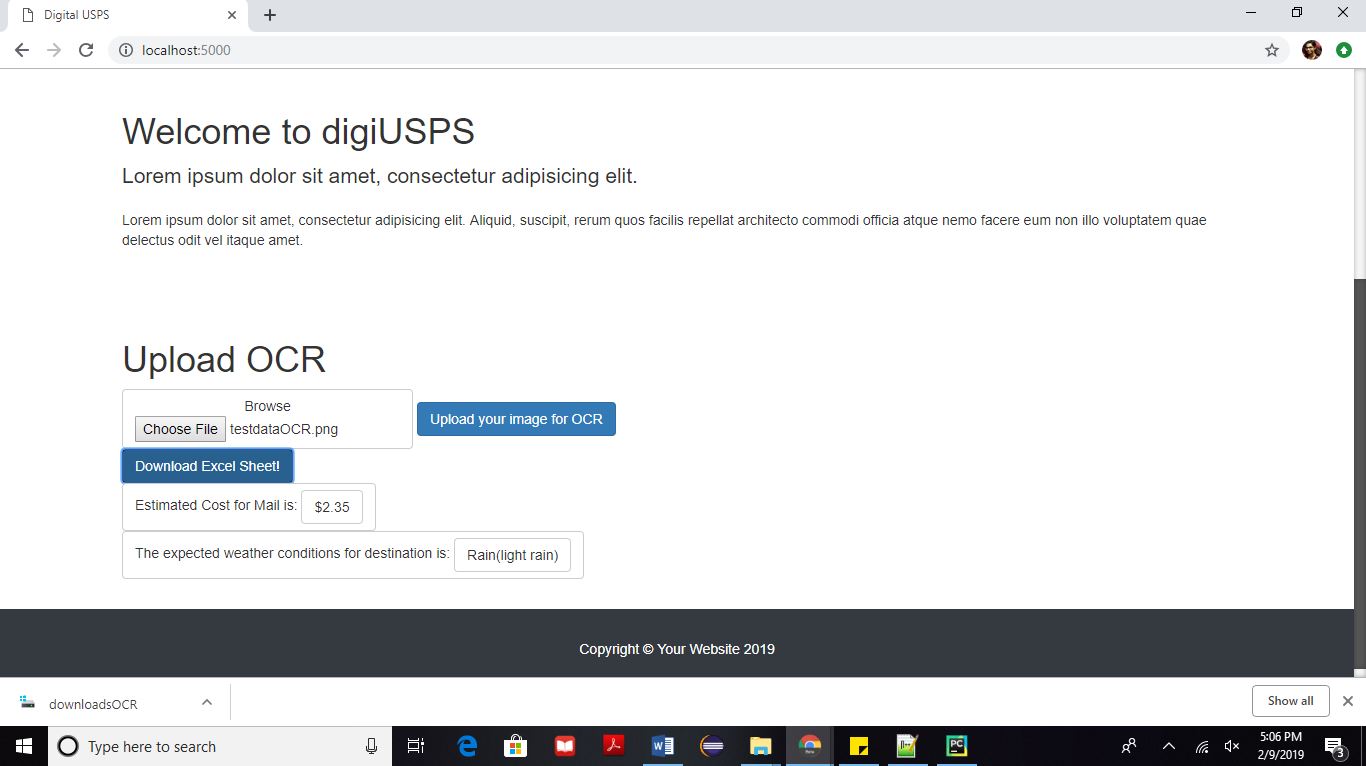 Digital USPS
localhost:5000
Welcome to digiUSPS
Lorem ipsum dolor sit amet, consectetur adipisicing elit.
Lorem ipsum dolor sit amet, consectetur adipisicing elit. Aliquid, suscipit, rerum quos facilis repellat architecto commodi officia atque nemo facere eum non illo voluptatem quae
delectus odit vel itaque amet.
Upload OCR
Browse
Choose File testdataOCR.png
Upload your image for OCR
Download Excel Sheet!
Estimated Cost for Mail is: $2.35
The expected weather conditions for destination is: Rain(light rain)
Copyright © Your Website 2019
downloadsOCR
Show all
Type here to search
5:06 PM
2/9/2019
3